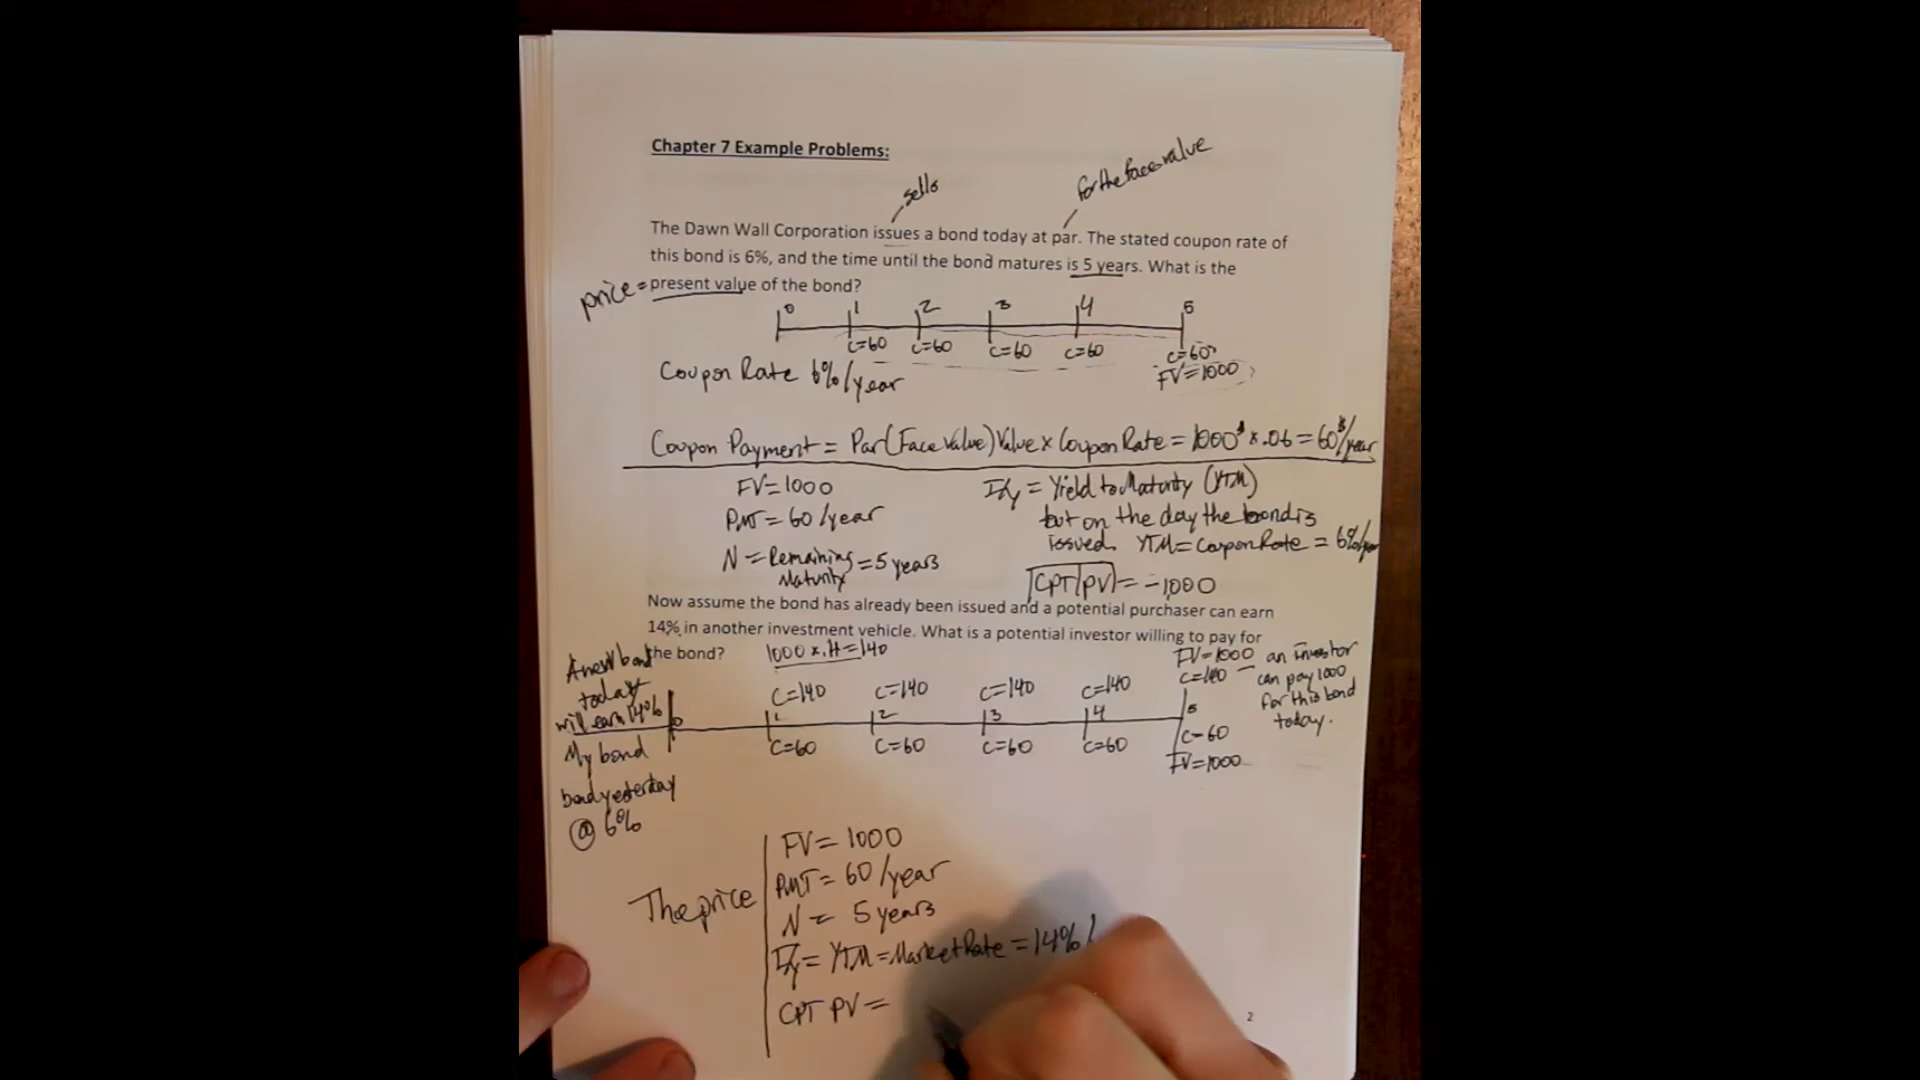 Chapter 7 Example Problems:
sells
for the face value
The Dawn Wall Corporation issues a bond today at par. The stated coupon rate of
this bond is 6%, and the time until the bond matures is 5 years. What is the
price = present value of the bond?
0 1 2 3 4 5
C=60 C=60 C=60 C=60 C=60
FV=1000
Coupon Rate 6%/year
Coupon Payment = Par(Face Value) Value x Coupon Rate = 1000$ x .06 = 60$/year
FV=1000
PMT = 60/year
N = Remaining Maturity = 5 years
I/y = Yield to Maturity (YTM)
but on the day the bond is
issued YTM = Coupon Rate = 6%/year
CPT PV = -1,000
Now assume the bond has already been issued and a potential purchaser can earn
14% in another investment vehicle. What is a potential investor willing to pay for
the bond?
1000 x .14 = 140
A new bond
today
will earn 14%
FV=1000
C=140 C=140 C=140 C=140 C=140
an investor
can pay 1000
for this bond
today.
0 1 2 3 4 5
C=60 C=60 C=60 C=60 C=60
FV=1000
My bond
yesterday
@ 6%
The price
FV = 1000
PMT = 60/year
N = 5 years
I/y = YTM = Market Rate = 14%/
CPT PV =
2